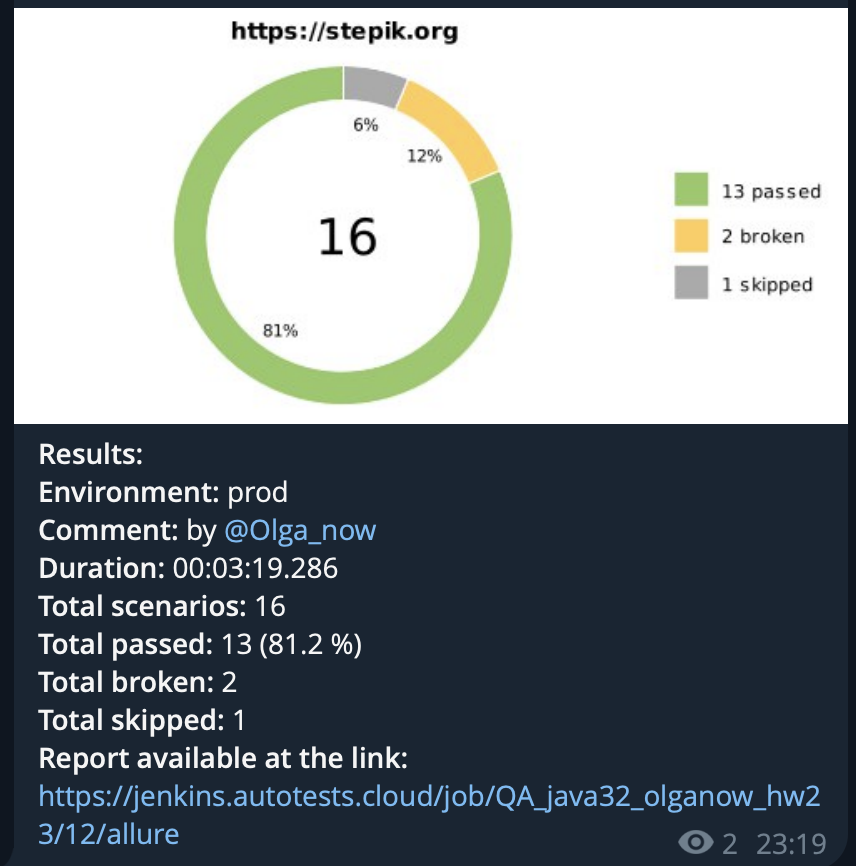 https://stepik.org
6%
12%
16
81%
13 passed
2 broken
1 skipped
Results:
Environment: prod
Comment: by @Olga_now
Duration: 00:03:19.286
Total scenarios: 16
Total passed: 13 (81.2 %)
Total broken: 2
Total skipped: 1
Report available at the link:
https://jenkins.autotests.cloud/job/QA_java32_olganow_hw2
3/12/allure
2 23:19